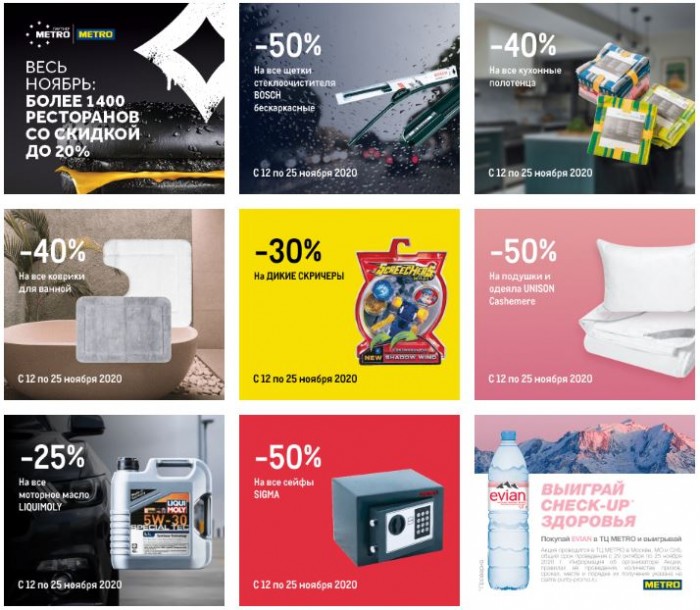 партнер
METRO | METRO
ВЕСЬ
НОЯБРЬ:
БОЛЕЕ 1400
РЕСТОРАНОВ
СО СКИДКОЙ
ДО 20%
-50%
На все щетки
стеклоочистителя
BOSCH
бескаркасные
С 12 по 25 ноября 2020
-40%
На все кухонные
полотенца
С 12 по 25 ноября 2020
-40%
На все коврики
для ванной
С 12 по 25 ноября 2020
-30%
На ДИКИЕ СКРИЧЕРЫ
SCREECHERS
NEW SHADOW WIND
С 12 по 25 ноября 2020
-50%
На подушки и
одеяла UNISON
Cashemere
С 12 по 25 ноября 2020
-25%
На все
моторное масло
LIQUIMOLY
LIQUI
MOLY
5W-30
SPECIAL TEC
С 12 по 25 ноября 2020
-50%
На все сейфы
SIGMA
С 12 по 25 ноября 2020
evian
ВЫИГРАЙ
CHECK-UP*
ЗДОРОВЬЯ
Покупай EVIAN в ТЦ METRO и выигрывай
METRO